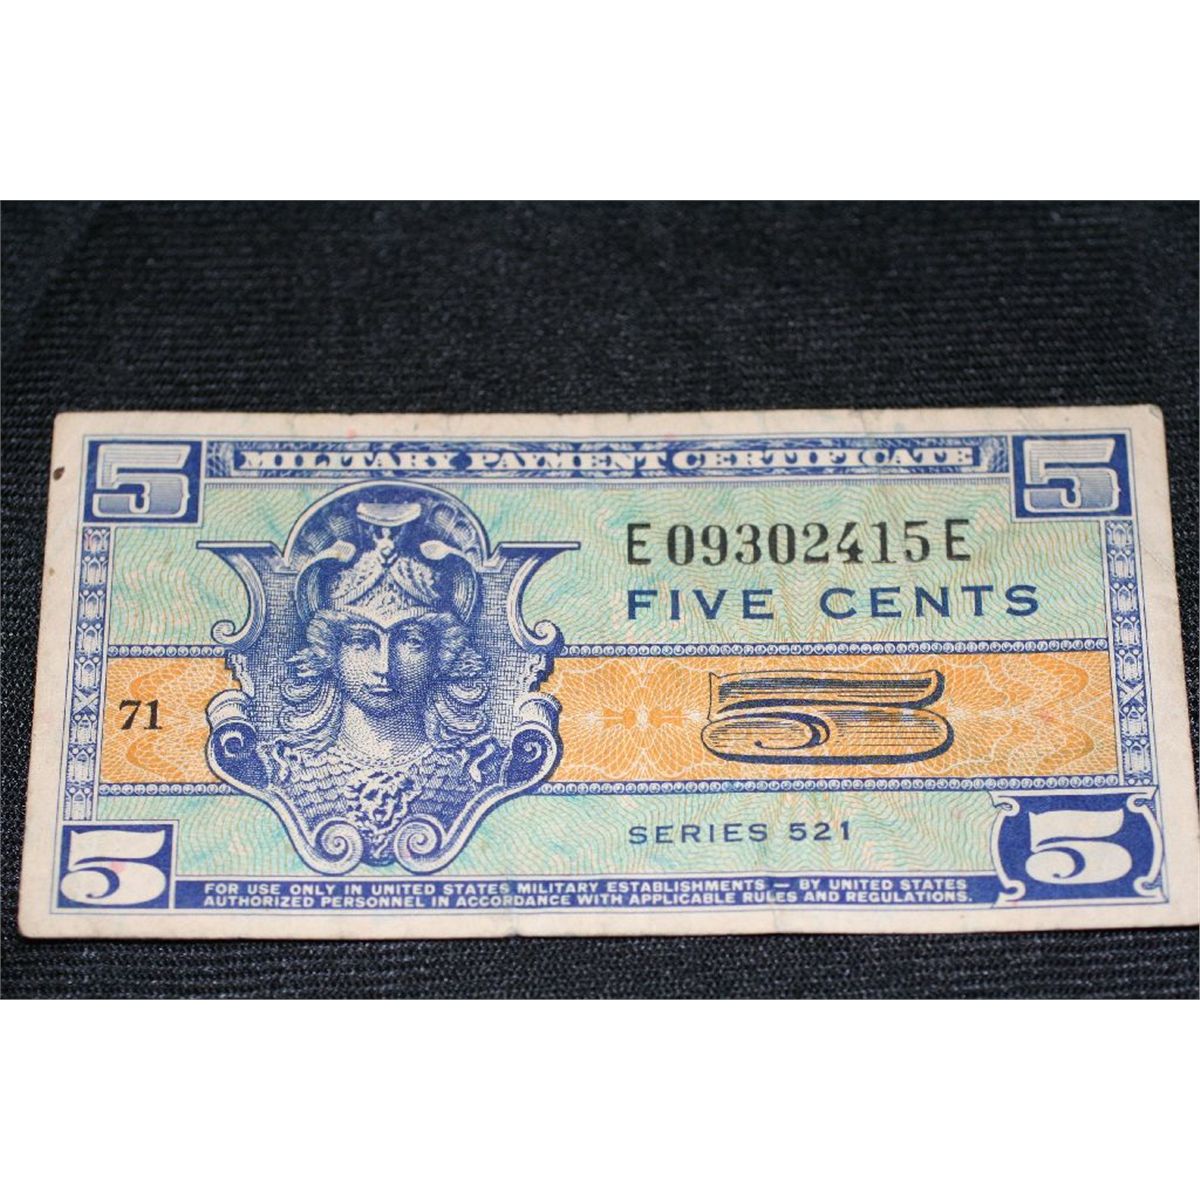 5 MILITARY PAYMENT CERTIFICATE 5
E09302415E
FIVE CENTS
71 5
SERIES 521
5 FOR USE ONLY IN UNITED STATES MILITARY ESTABLISHMENTS — BY UNITED STATES 5
AUTHORIZED PERSONNEL IN ACCORDANCE WITH APPLICABLE RULES AND REGULATIONS.